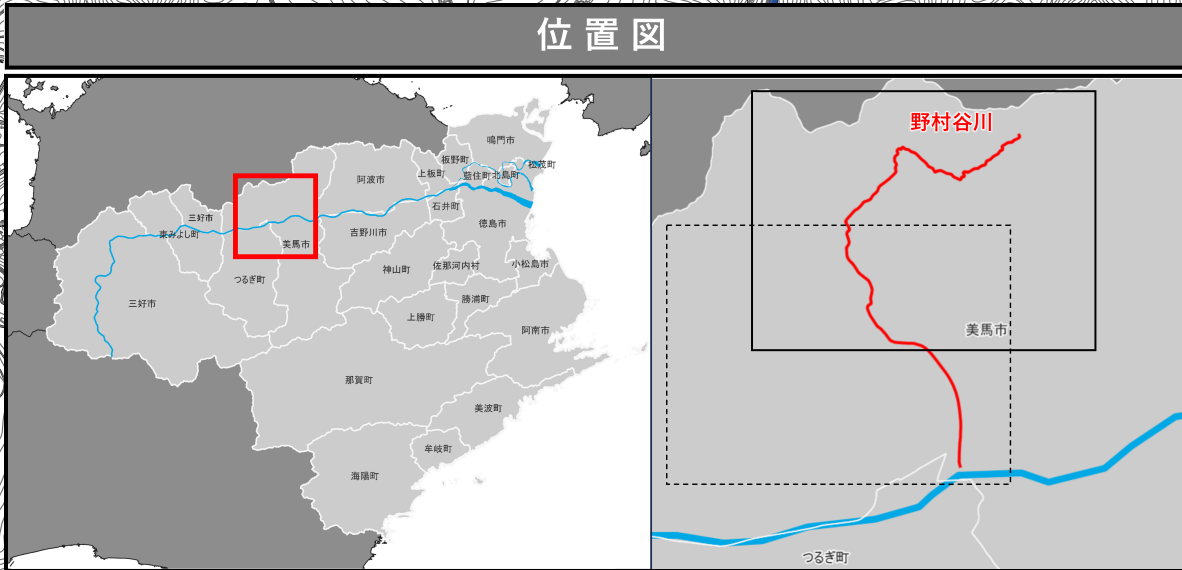 位置図
鳴門市
板野町
松茂町
上板町
藍住町
北島町
阿波市
石井町
徳島市
三好市
東みよし町
吉野川市
美馬市
神山町
佐那河内村
小松島市
つるぎ町
三好市
勝浦町
上勝町
阿南市
那賀町
美波町
牟岐町
海陽町
野村谷川
美馬市
つるぎ町